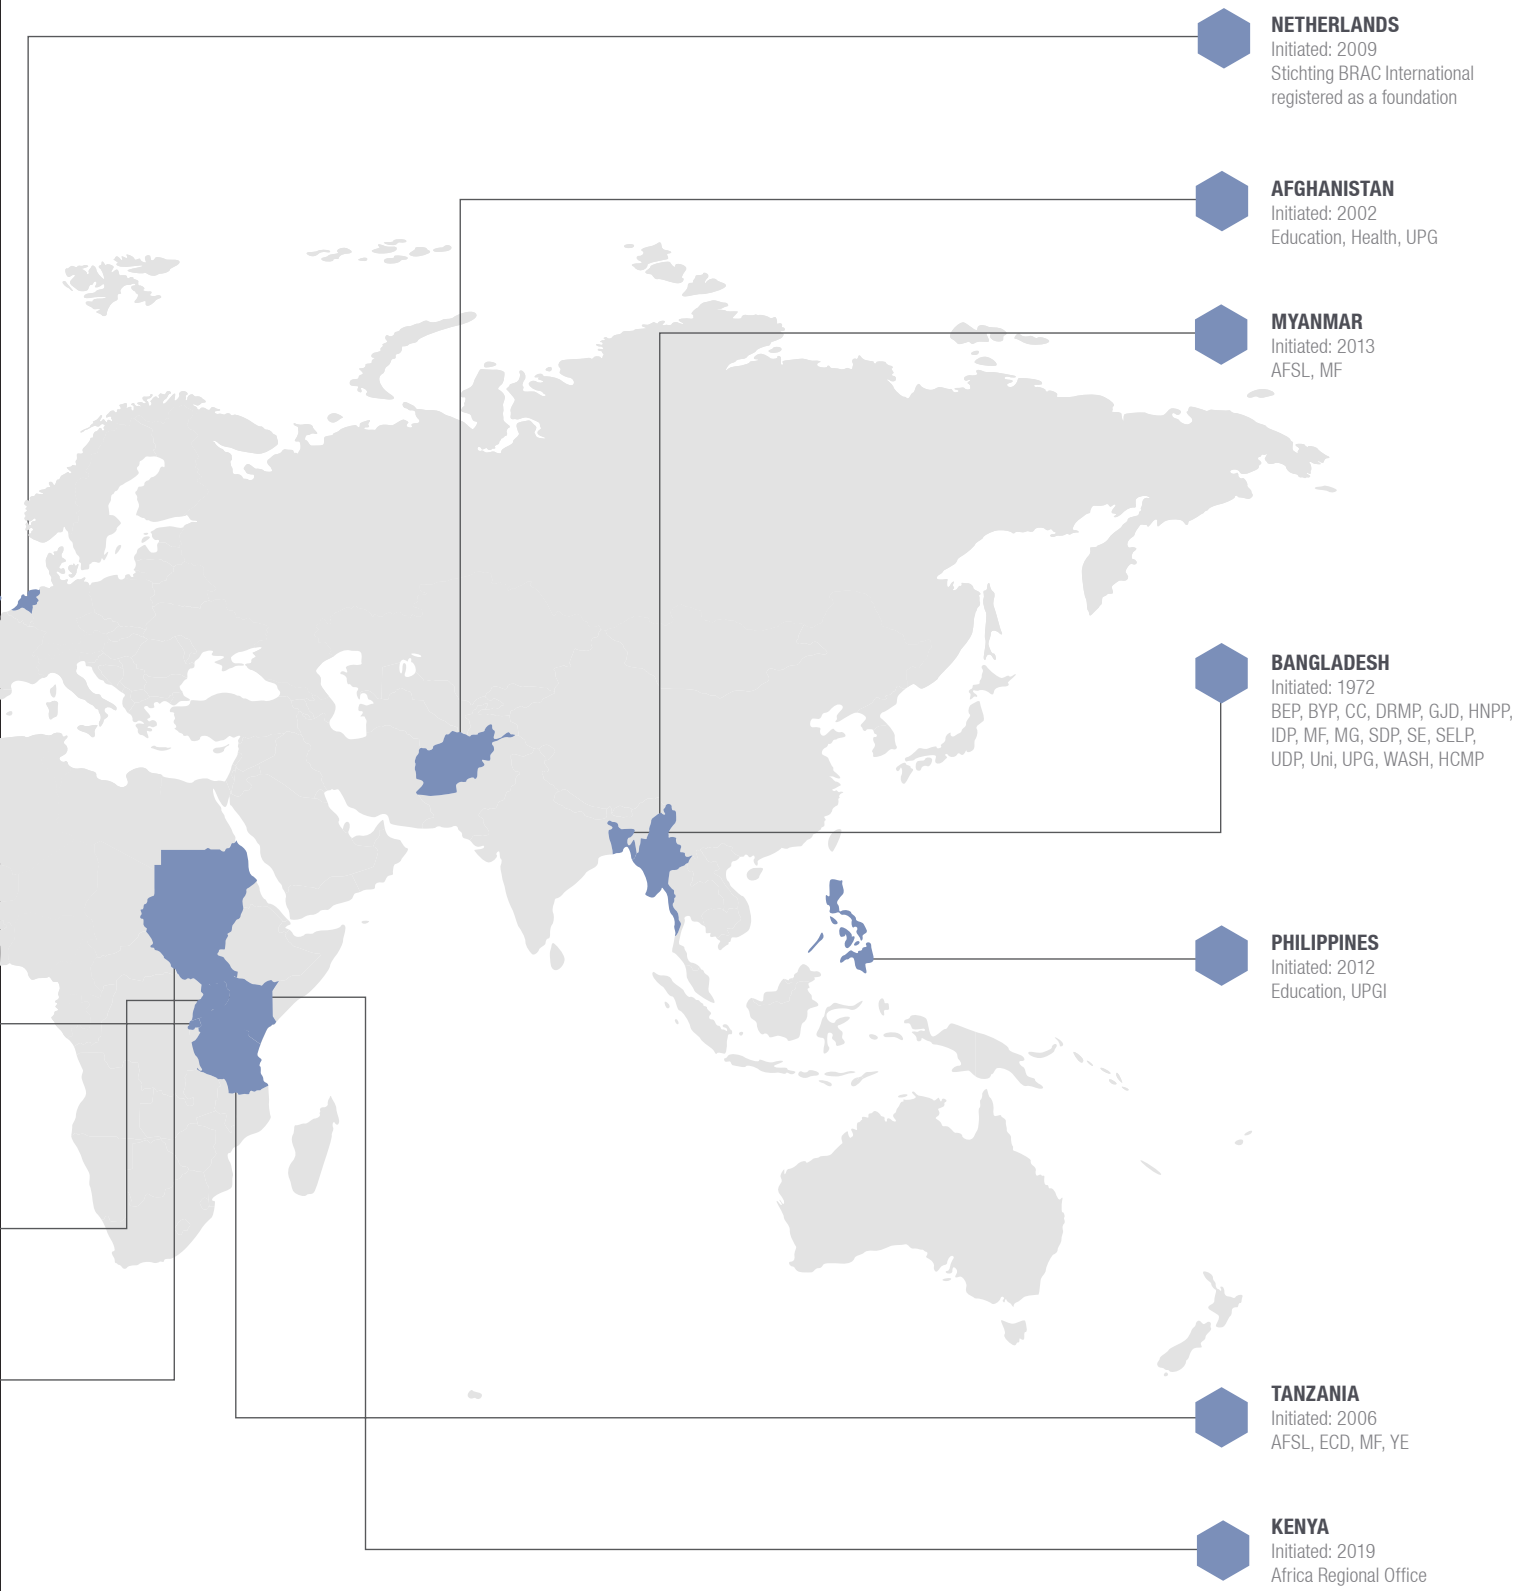 NETHERLANDS
Initiated: 2009
Stichting BRAC International
registered as a foundation
AFGHANISTAN
Initiated: 2002
Education, Health, UPG
MYANMAR
Initiated: 2013
AFSL, MF
BANGLADESH
Initiated: 1972
BEP, BYP, CC, DRMP, GJD, HNPP,
IDP, MF, MG, SDP, SE, SELP,
UDP, Uni, UPG, WASH, HCMP
PHILIPPINES
Initiated: 2012
Education, UPGI
TANZANIA
Initiated: 2006
AFSL, ECD, MF, YE
KENYA
Initiated: 2019
Africa Regional Office